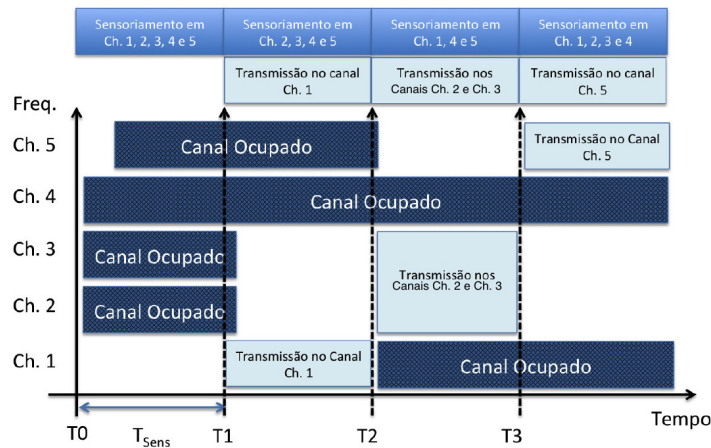 Sensoriamento em
Ch. 1, 2, 3, 4 e 5
Sensoriamento em
Ch. 2, 3, 4 e 5
Sensoriamento em
Ch. 1, 4 e 5
Sensoriamento em
Ch. 1, 2, 3 e 4
Transmissão no canal
Ch. 1
Transmissão nos
Canais Ch. 2 e Ch. 3
Transmissão no canal
Ch. 5
Freq.
Ch. 5
Canal Ocupado
Transmissão no Canal
Ch. 5
Ch. 4
Canal Ocupado
Ch. 3
Canal Ocupado
Transmissão nos
Canais Ch. 2 e Ch. 3
Ch. 2
Canal Ocupado
Ch. 1
Transmissão no Canal
Ch. 1
Canal Ocupado
Tempo
T0
TSens
T1
T2
T3